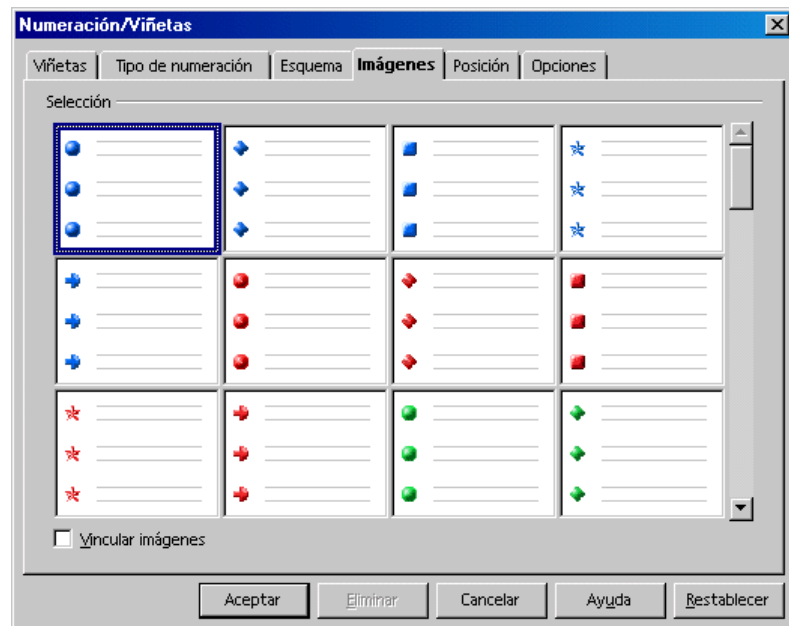 Numeración/Viñetas
Viñetas Tipo de numeración Esquema Imágenes Posición Opciones
Selección
Vincular imágenes
Aceptar Eliminar Cancelar Ayuda Restablecer